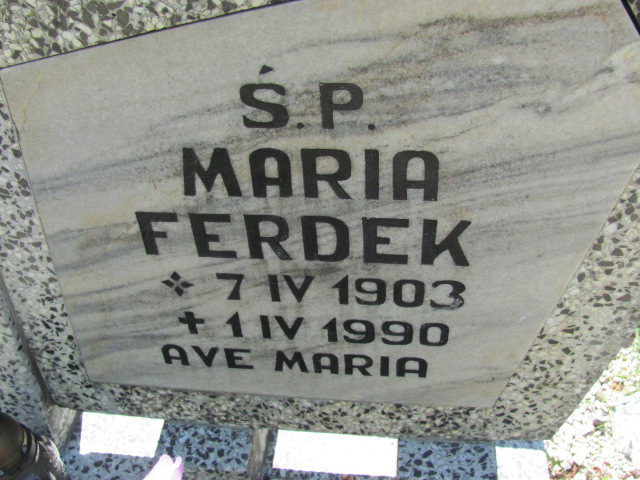 Ś.P.
MARIA
FERDEK
✤ 7 IV 1903
✝ 1 IV 1990
AVE MARIA